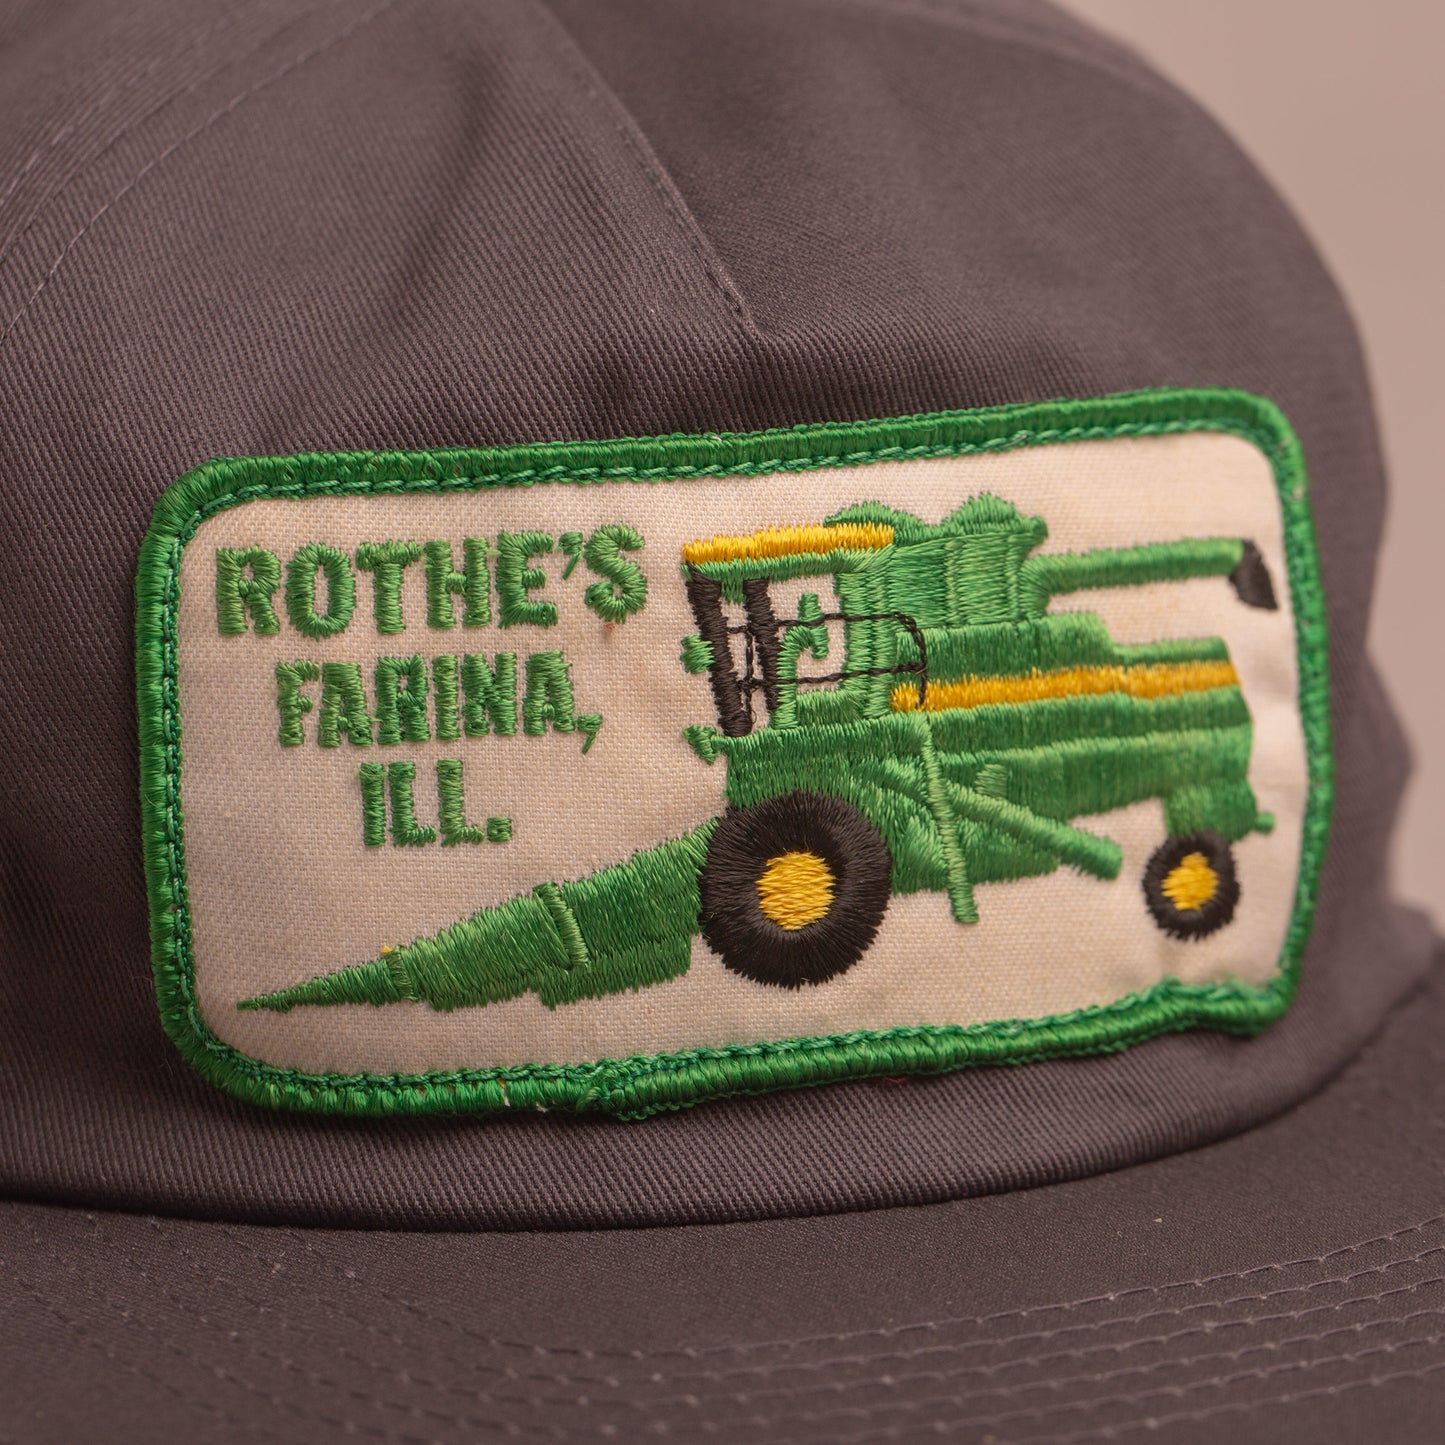 ROTHE'S
FARINA,
ILL.